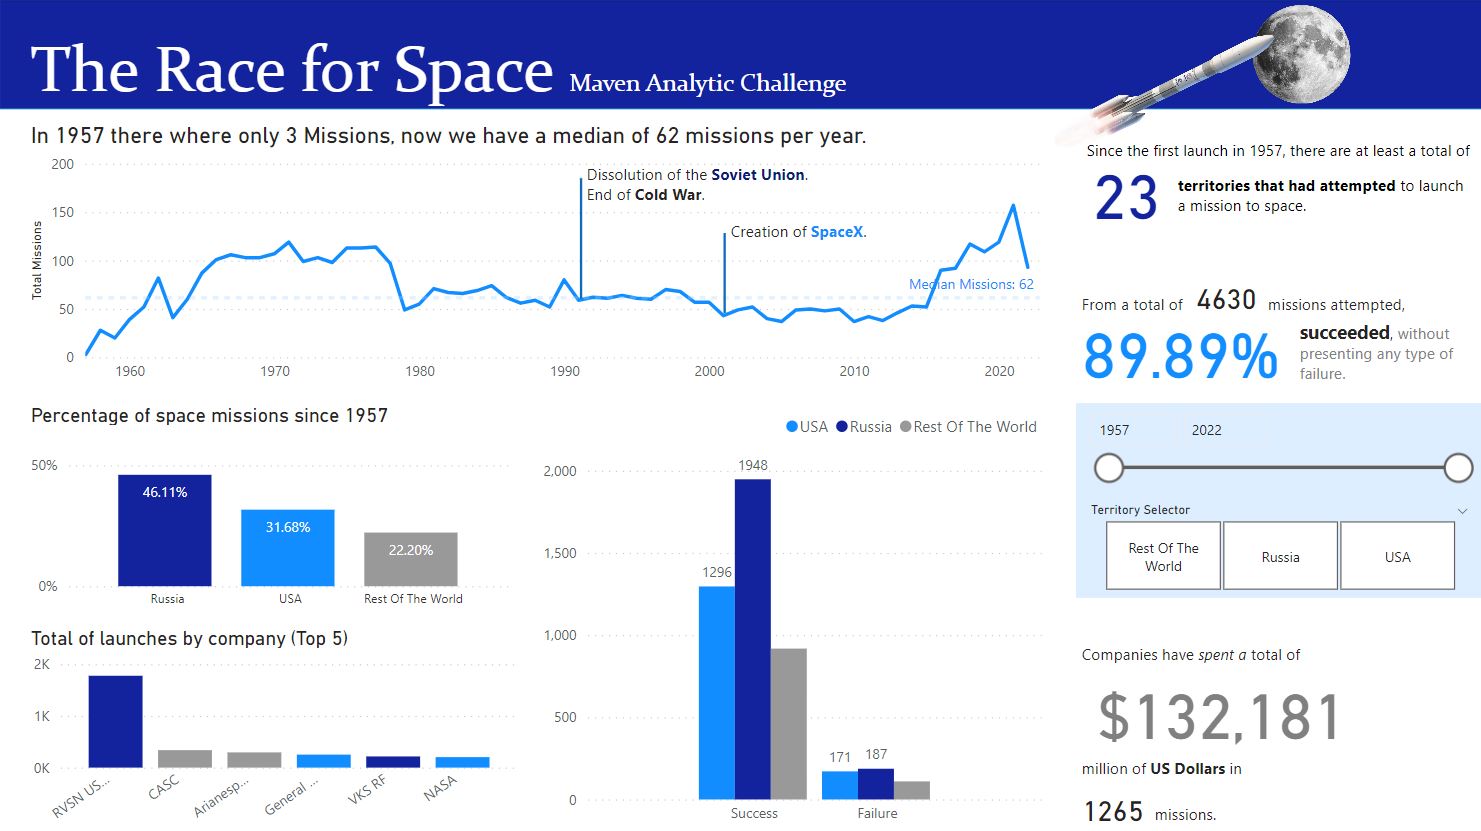 The Race for Space Maven Analytic Challenge
In 1957 there where only 3 Missions, now we have a median of 62 missions per year.
Total Missions
200
150
100
50
0
Dissolution of the Soviet Union.
End of Cold War.
Creation of SpaceX.
Median Missions: 62
1960 1970 1980 1990 2000 2010 2020
Since the first launch in 1957, there are at least a total of
23
territories that had attempted to launch
a mission to space.
From a total of 4630 missions attempted,
89.89%
succeeded, without
presenting any type of
failure.
Percentage of space missions since 1957
50%
0%
46.11%
31.68%
22.20%
Russia USA Rest Of The World
Total of launches by company (Top 5)
2K
1K
0K
RVSN US...
CASC
Arianesp...
General ...
VKS RF
NASA
USA Russia Rest Of The World
2,000
1,500
1,000
500
0
1296
1948
171
187
Success Failure
1957 2022
Territory Selector
Rest Of The
World
Russia
USA
Companies have spent a total of
$132,181
million of US Dollars in
1265 missions.